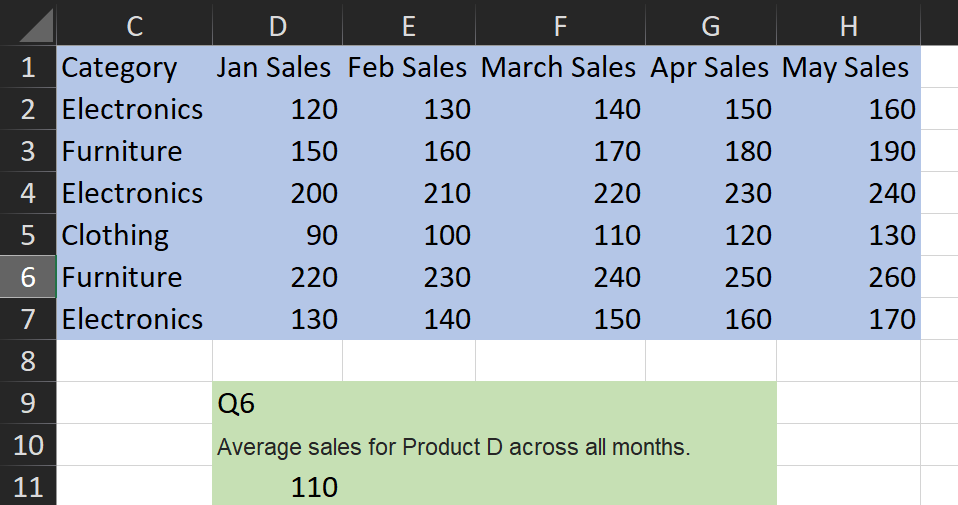 C D E F G H
1 Category Jan Sales Feb Sales March Sales Apr Sales May Sales
2 Electronics 120 130 140 150 160
3 Furniture 150 160 170 180 190
4 Electronics 200 210 220 230 240
5 Clothing 90 100 110 120 130
6 Furniture 220 230 240 250 260
7 Electronics 130 140 150 160 170
8
9 Q6
10 Average sales for Product D across all months.
11 110